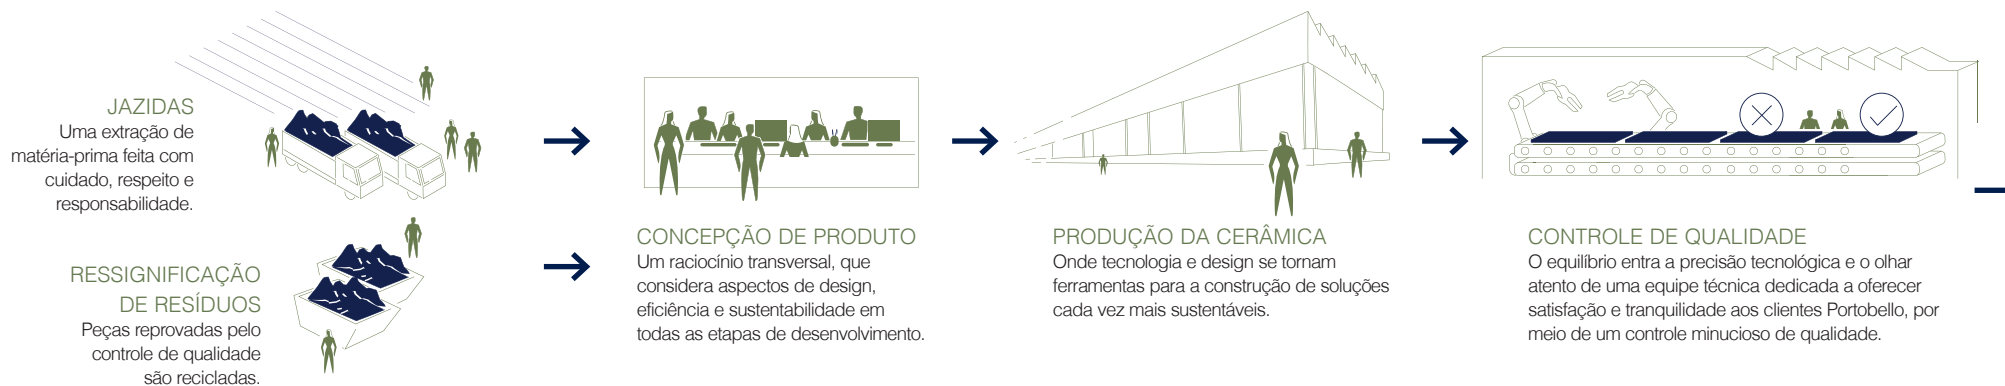 JAZIDAS
Uma extração de
matéria-prima feita com
cuidado, respeito e
responsabilidade.
RESSIGNIFICAÇÃO
DE RESÍDUOS
Peças reprovadas pelo
controle de qualidade
são recicladas.
CONCEPÇÃO DE PRODUTO
Um raciocínio transversal, que
considera aspectos de design,
eficiência e sustentabilidade em
todas as etapas de desenvolvimento.
PRODUÇÃO DA CERÂMICA
Onde tecnologia e design se tornam
ferramentas para a construção de soluções
cada vez mais sustentáveis.
CONTROLE DE QUALIDADE
O equilíbrio entra a precisão tecnológica e o olhar
atento de uma equipe técnica dedicada a oferecer
satisfação e tranquilidade aos clientes Portobello, por
meio de um controle minucioso de qualidade.